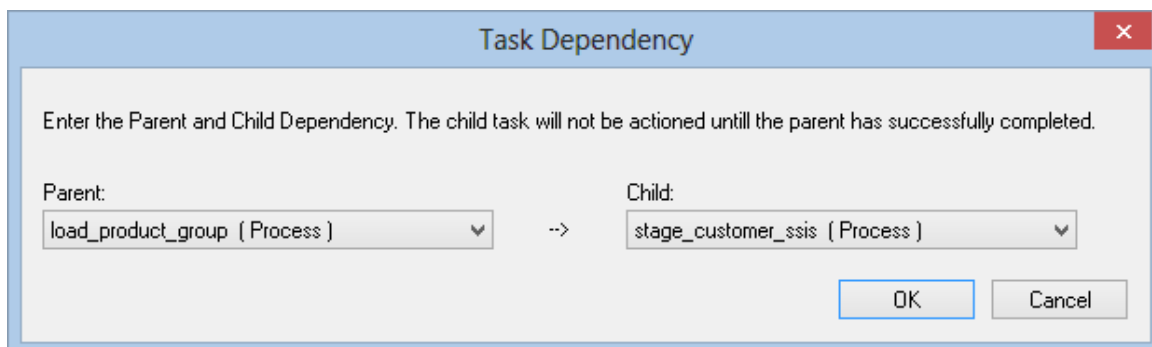 Task Dependency
Enter the Parent and Child Dependency. The child task will not be actioned untill the parent has successfully completed.
Parent:
Child:
load_product_group ( Process )
-->
stage_customer_ssis ( Process )
OK
Cancel